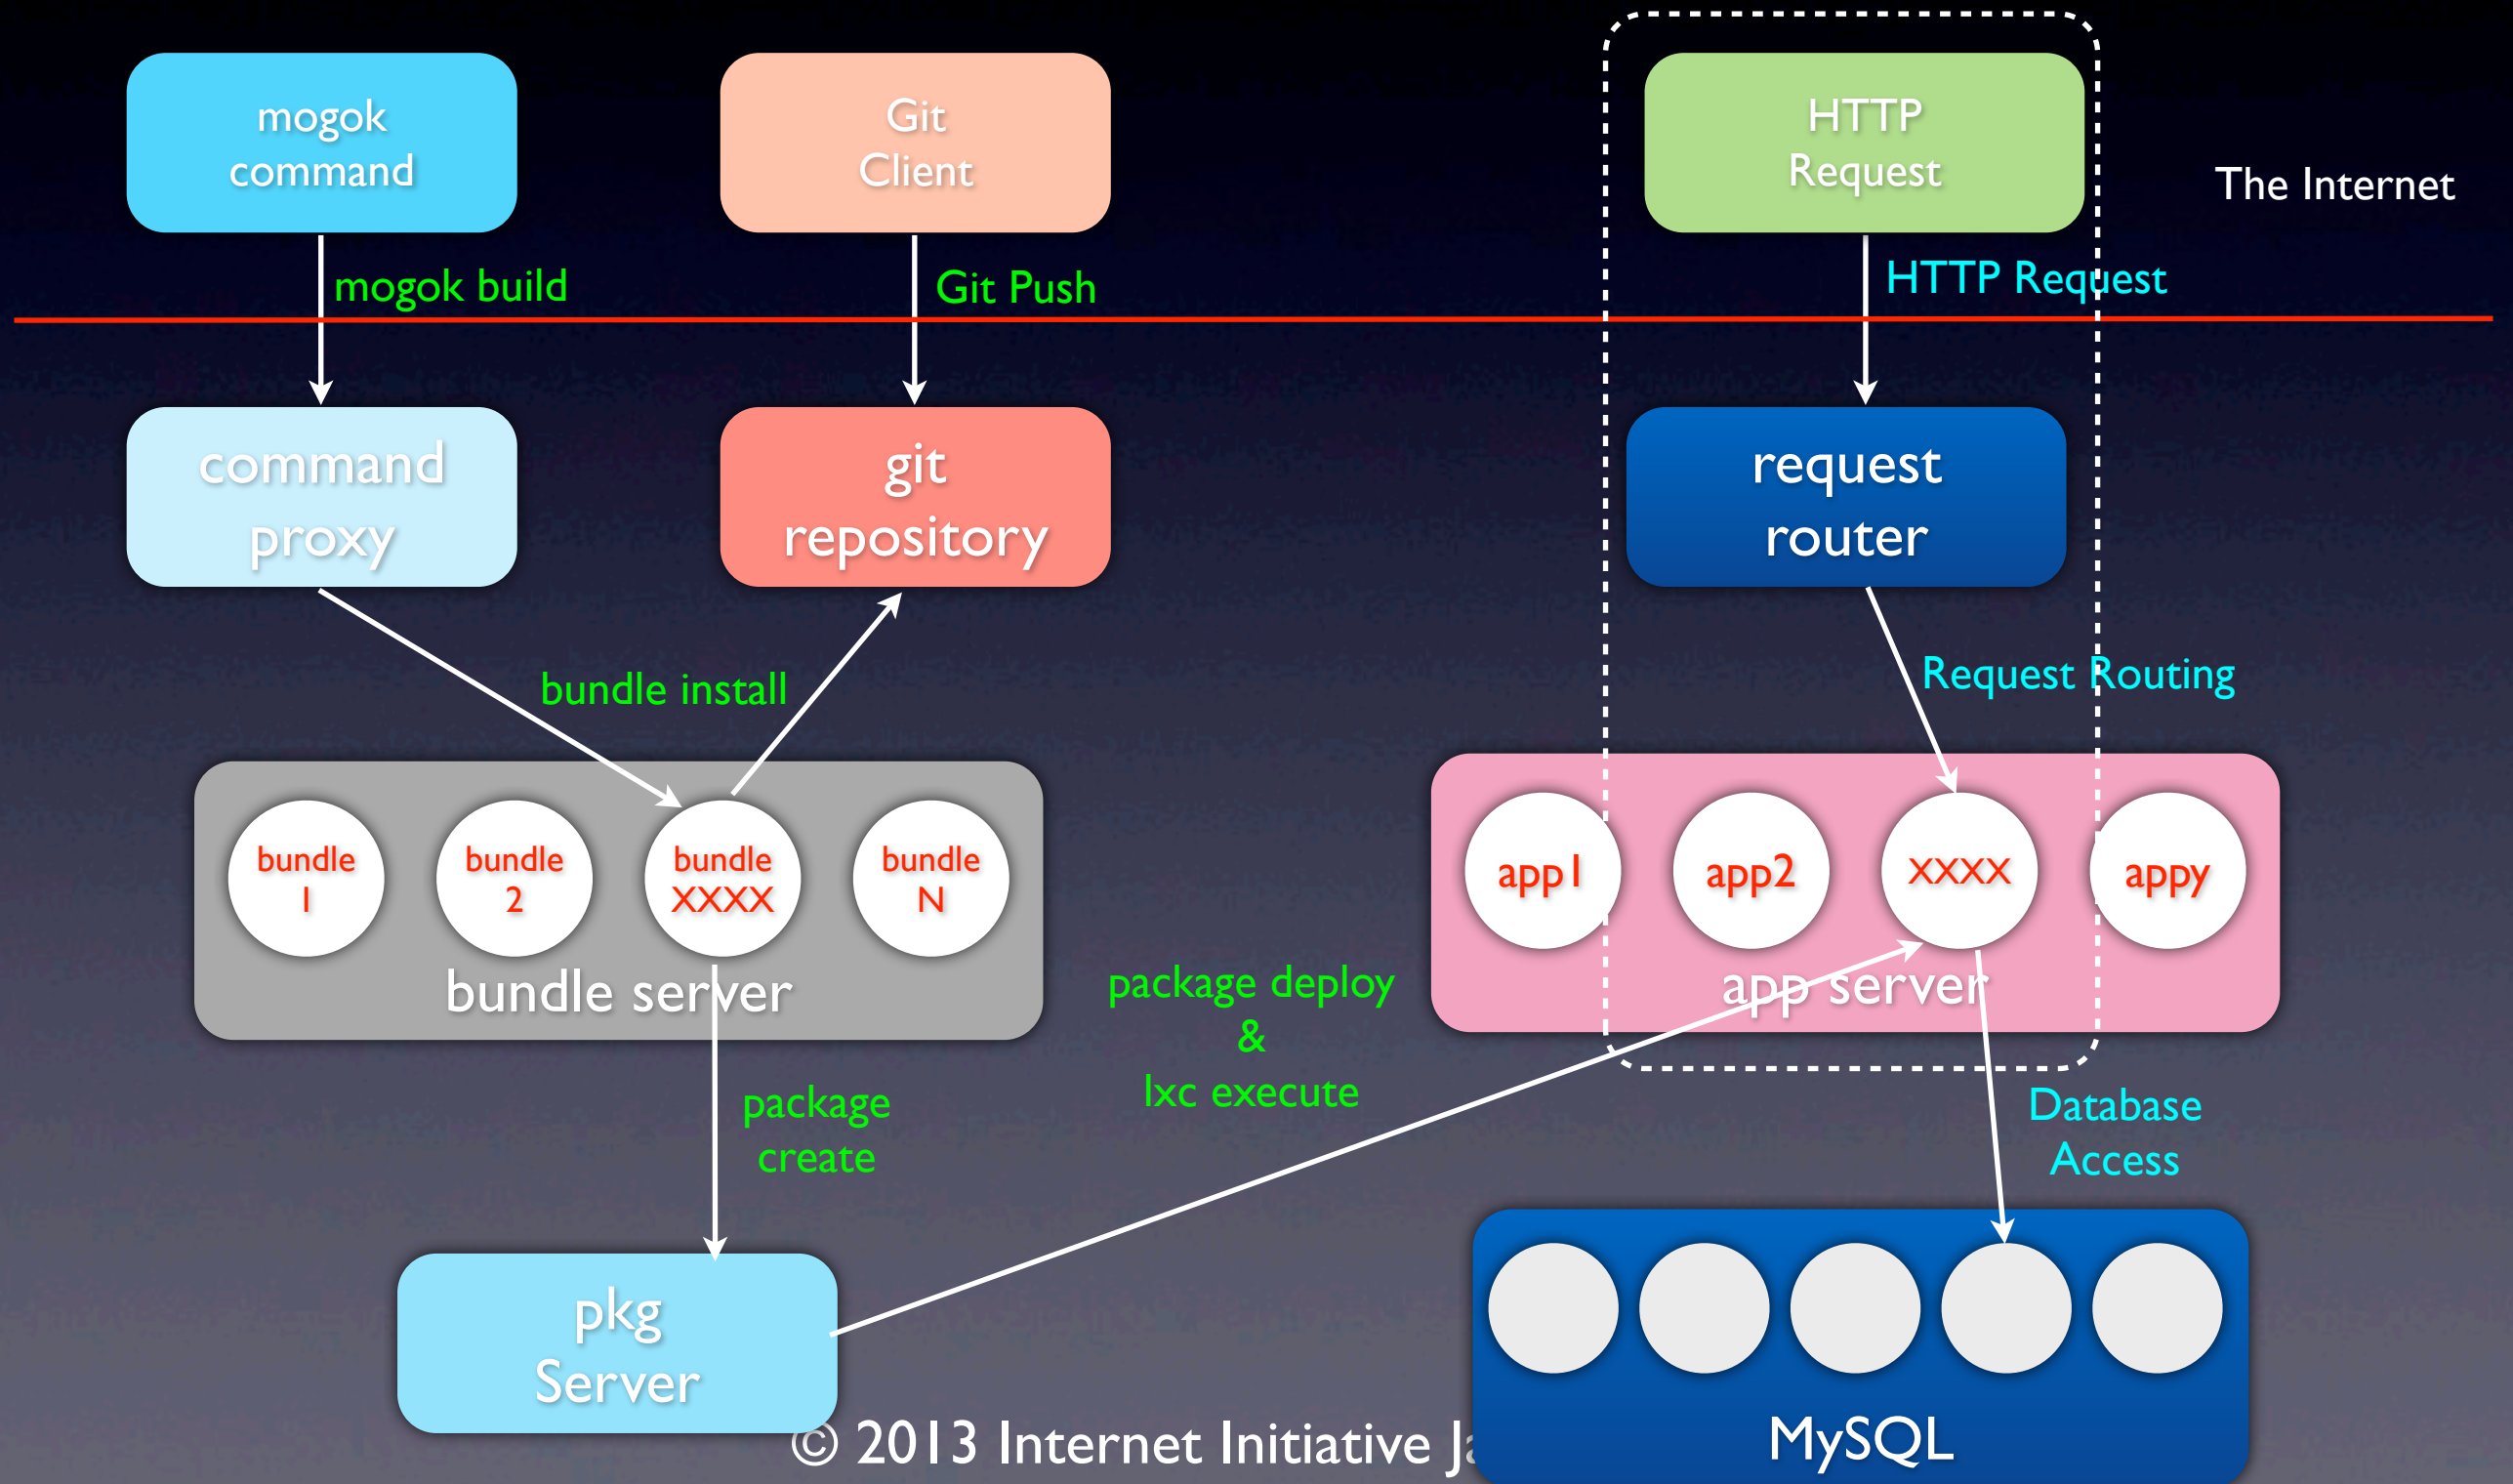 mogok
command
Git
Client
HTTP
Request
The Internet
mogok build
Git Push
HTTP Request
command
proxy
git
repository
request
router
bundle install
Request Routing
bundle
1
bundle
2
bundle
XXXX
bundle
N
bundle server
app1
app2
XXXX
appy
app server
package deploy
&
lxc execute
package
create
Database
Access
pkg
Server
MySQL
© 2013 Internet Initiative